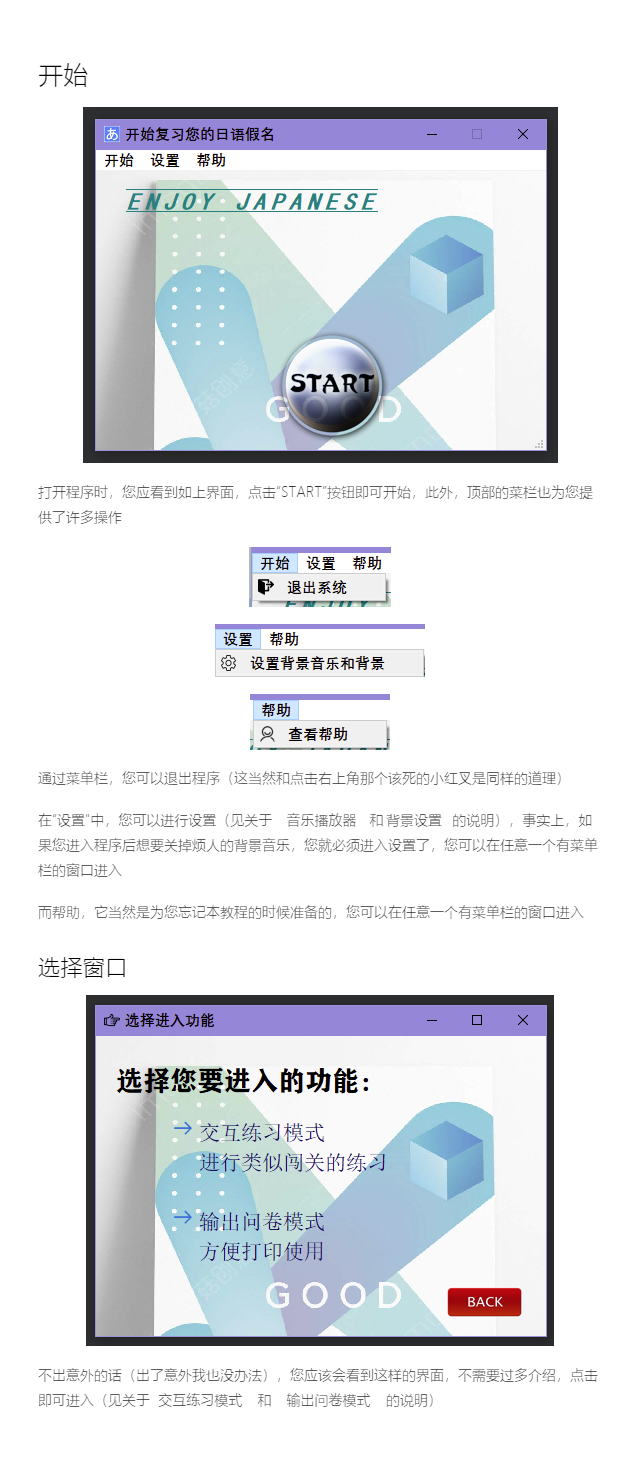 开始
あ 开始复习您的日语假名
开始 设置 帮助
ENJOY JAPANESE
START
GOOD
打开程序时，您应看到如上界面，点击“START”按钮即可开始，此外，顶部的菜栏也为您提
供了许多操作
开始 设置 帮助
退出系统
ENJOY
设置 帮助
设置背景音乐和背景
帮助
查看帮助
通过菜单栏，您可以退出程序（这当然和点击右上角那个该死的小红叉是同样的道理）
在“设置”中，您可以进行设置（见关于 音乐播放器 和 背景设置 的说明），事实上，如
果您进入程序后想要关掉烦人的背景音乐，您就必须进入设置了，您可以在任意一个有菜单
栏的窗口进入
而帮助，它当然是为您忘记本教程的时候准备的，您可以在任意一个有菜单栏的窗口进入
选择窗口
选择进入功能
选择您要进入的功能：
→ 交互练习模式
进行类似闯关的练习
→ 输出问卷模式
方便打印使用
GOOD
BACK
不出意外的话（出了意外我也没办法），您应该会看到这样的界面，不需要过多介绍，点击
即可进入（见关于 交互练习模式 和 输出问卷模式 的说明）